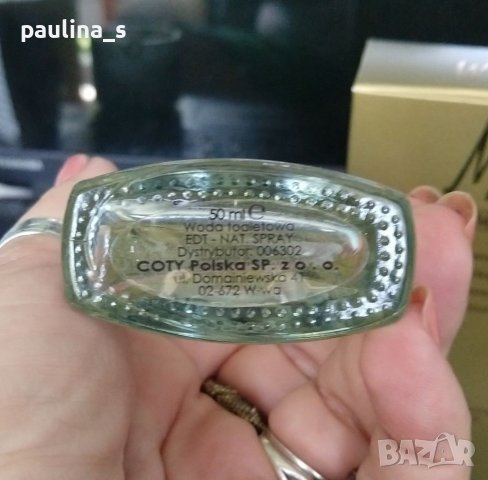 paulina_s
50 ml ℮
Woda toaletowa
EDT - NAT. SPRAY
Dystrybutor: 006302
COTY Polska SP. z o. o.
ul. Domaniewska 41
02-672 W-wa
BAZAR